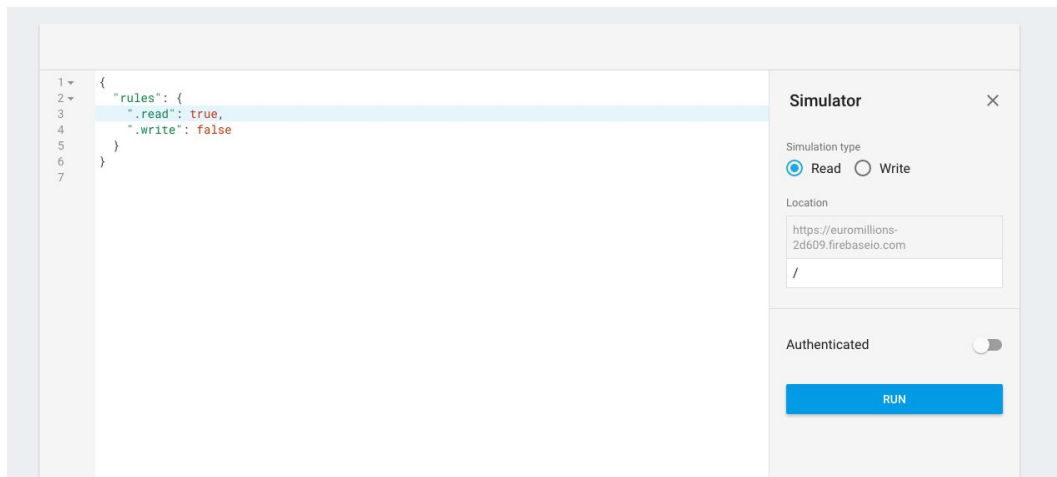 1 {
2 "rules": {
3 ".read": true,
4 ".write": false
5 }
6 }
7
Simulator
Simulation type
Read Write
Location
https://euromillions-
2d609.firebaseio.com
/
Authenticated
RUN